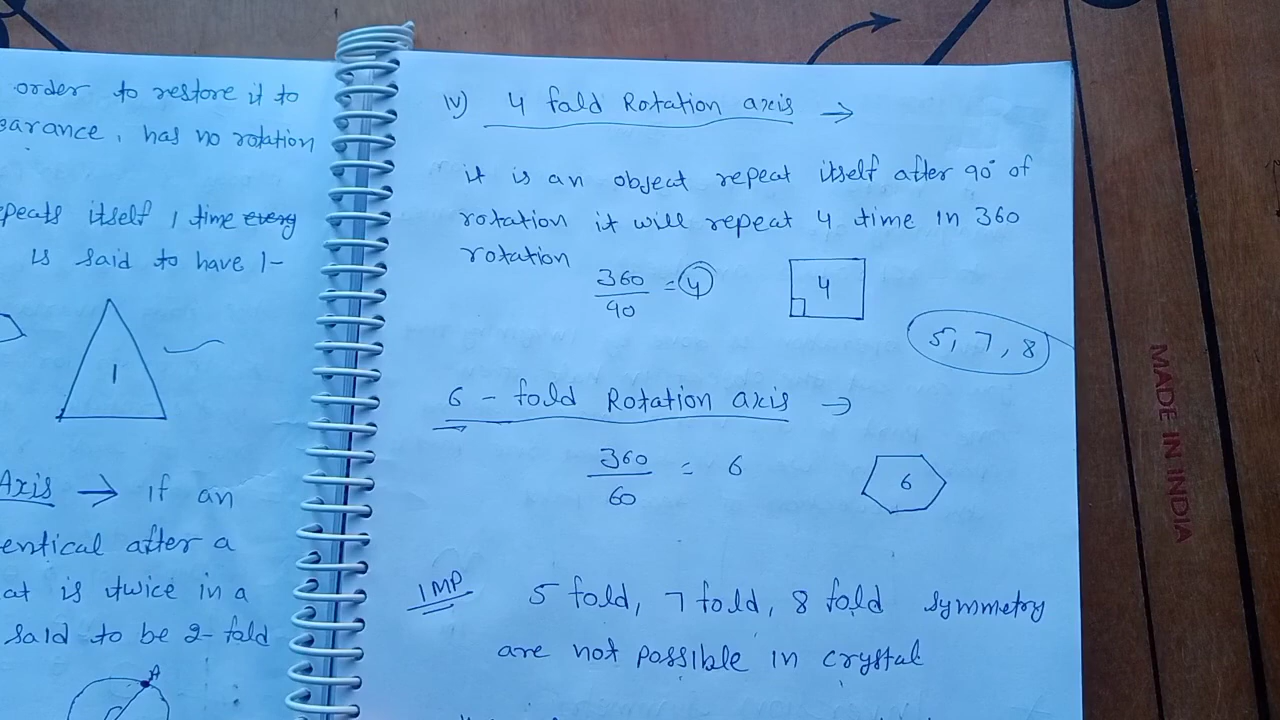 order to restore it to
earance, has no rotation
epeats itself 1 time every
is said to have 1-
1
Axis → if an
entical after a
at is twice in a
said to be 2-fold
A
iv) 4 fold Rotation axis →
it is an object repeat itself after 90° of
rotation it will repeat 4 time in 360
rotation
360/90 = 4
4
5, 7, 8
6 - fold Rotation axis →
360/60 = 6
6
IMP 5 fold, 7 fold, 8 fold symmetry
are not possible in crystal
MADE IN INDIA